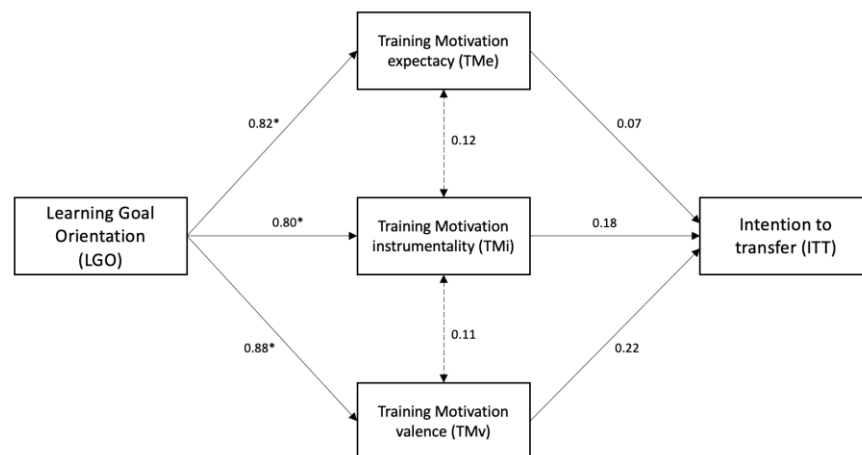 Training Motivation
expectacy (TMe)
0.82*
0.07
0.12
Learning Goal
Orientation
(LGO)
0.80*
Training Motivation
instrumentality (TMi)
0.18
Intention to
transfer (ITT)
0.11
0.88*
0.22
Training Motivation
valence (TMv)